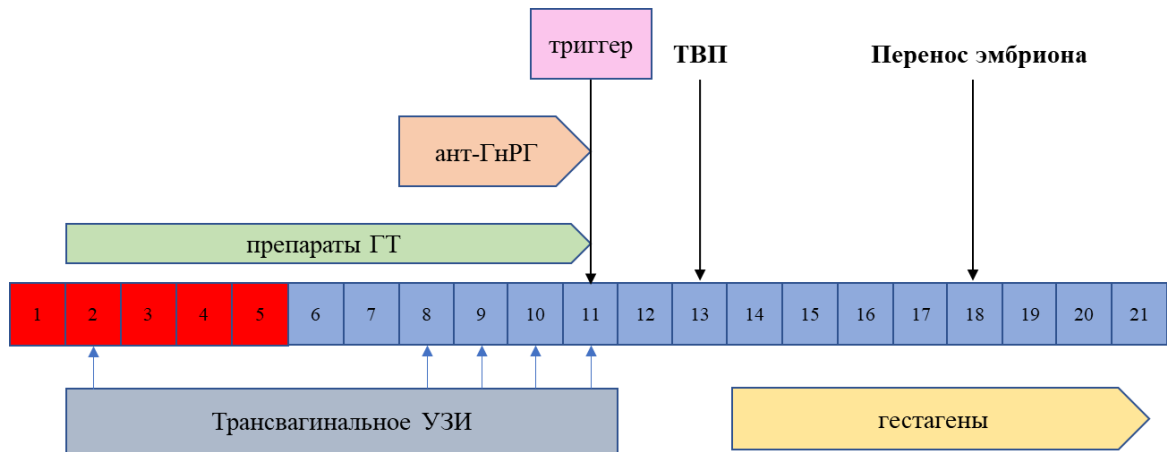 триггер
ТВП
Перенос эмбриона
ант-ГнРГ
препараты ГТ
1 2 3 4 5 6 7 8 9 10 11 12 13 14 15 16 17 18 19 20 21
Трансвагинальное УЗИ
гестагены